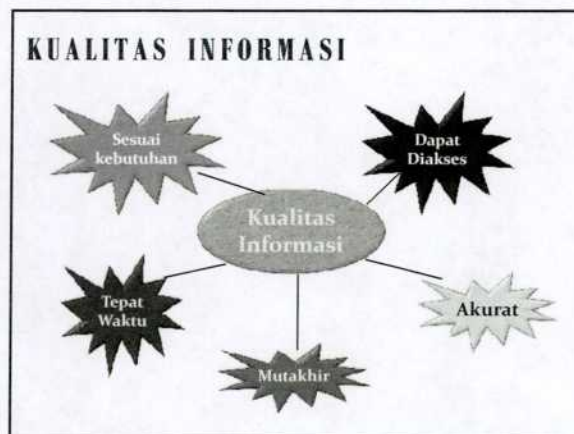 KUALITAS INFORMASI
Sesuai
kebutuhan
Dapat
Diakses
Kualitas
Informasi
Tepat
Waktu
Akurat
Mutakhir